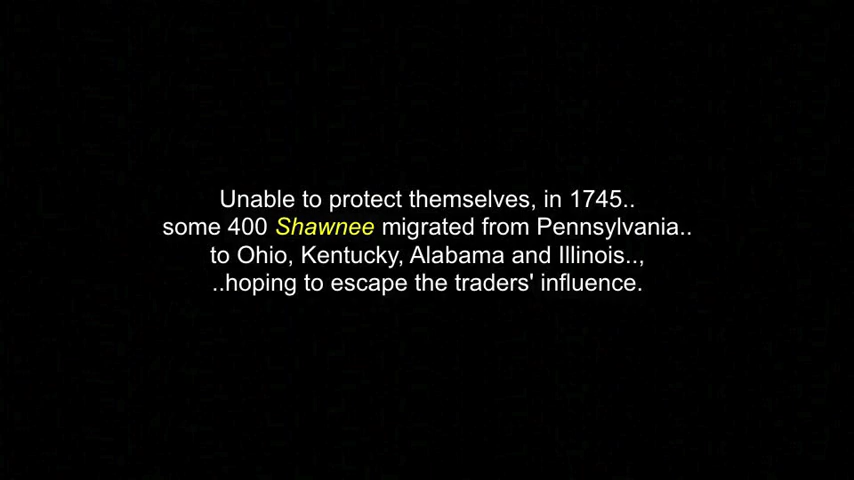 Unable to protect themselves, in 1745..
some 400 Shawnee migrated from Pennsylvania..
to Ohio, Kentucky, Alabama and Illinois..,
..hoping to escape the traders' influence.